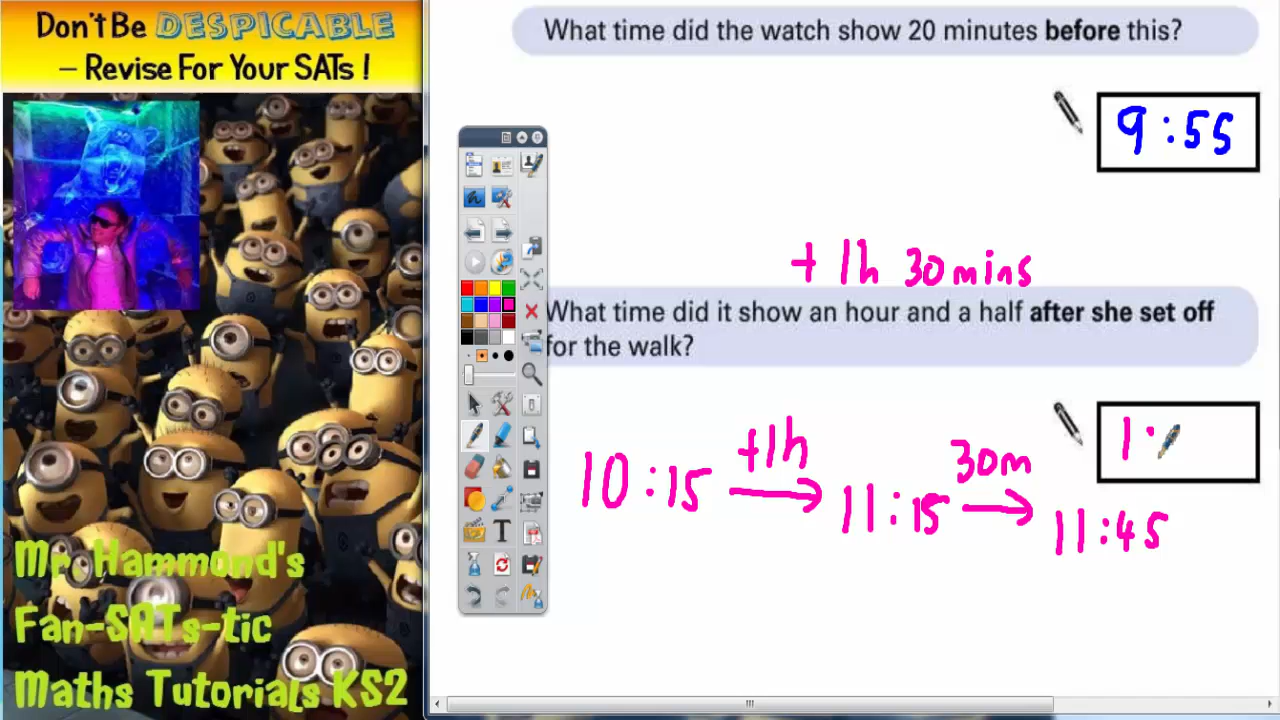 Don't Be DESPICABLE
– Revise For Your SATs !
Mr. Hammond's
Fan-SATs-tic
Maths Tutorials KS2
What time did the watch show 20 minutes before this?
9:55
+ 1h 30mins
What time did it show an hour and a half after she set off
for the walk?
1:
10:15 +1h 11:15 30m 11:45
T